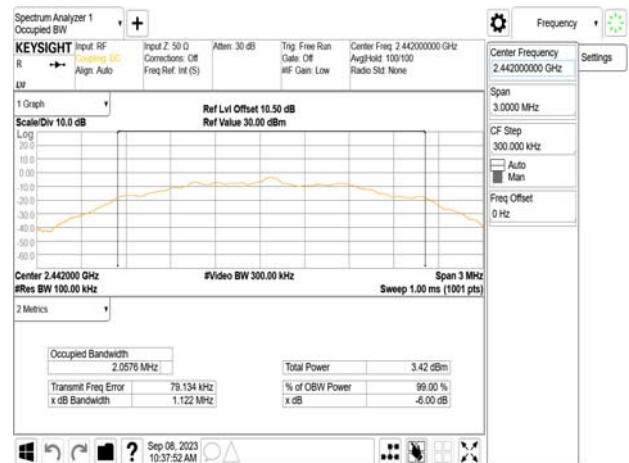 Spectrum Analyzer 1
Occupied BW
Frequency
KEYSIGHT
R
Input: RF
Coupling: DC
Align: Auto
Input Z: 50 Ω
Corrections: Off
Freq Ref: Int (S)
Atten: 30 dB
Trig: Free Run
Gate: Off
#IF Gain: Low
Center Freq: 2.442000000 GHz
Avg|Hold: 100/100
Radio Std: None
Center Frequency
2.442000000 GHz
Settings
Span
3.0000 MHz
CF Step
300.000 kHz
Auto
Man
Freq Offset
0 Hz
1 Graph
Scale/Div 10.0 dB
Ref Lvl Offset 10.50 dB
Ref Value 30.00 dBm
Log
20.0
10.0
0.00
-10.0
-20.0
-30.0
-40.0
-50.0
-60.0
Center 2.442000 GHz
#Res BW 100.00 kHz
#Video BW 300.00 kHz
Span 3 MHz
Sweep 1.00 ms (1001 pts)
2 Metrics
Occupied Bandwidth
2.0576 MHz
Total Power 3.42 dBm
Transmit Freq Error 79.134 kHz
% of OBW Power 99.00 %
x dB Bandwidth 1.122 MHz
x dB -6.00 dB
?
Sep 08, 2023
10:37:52 AM